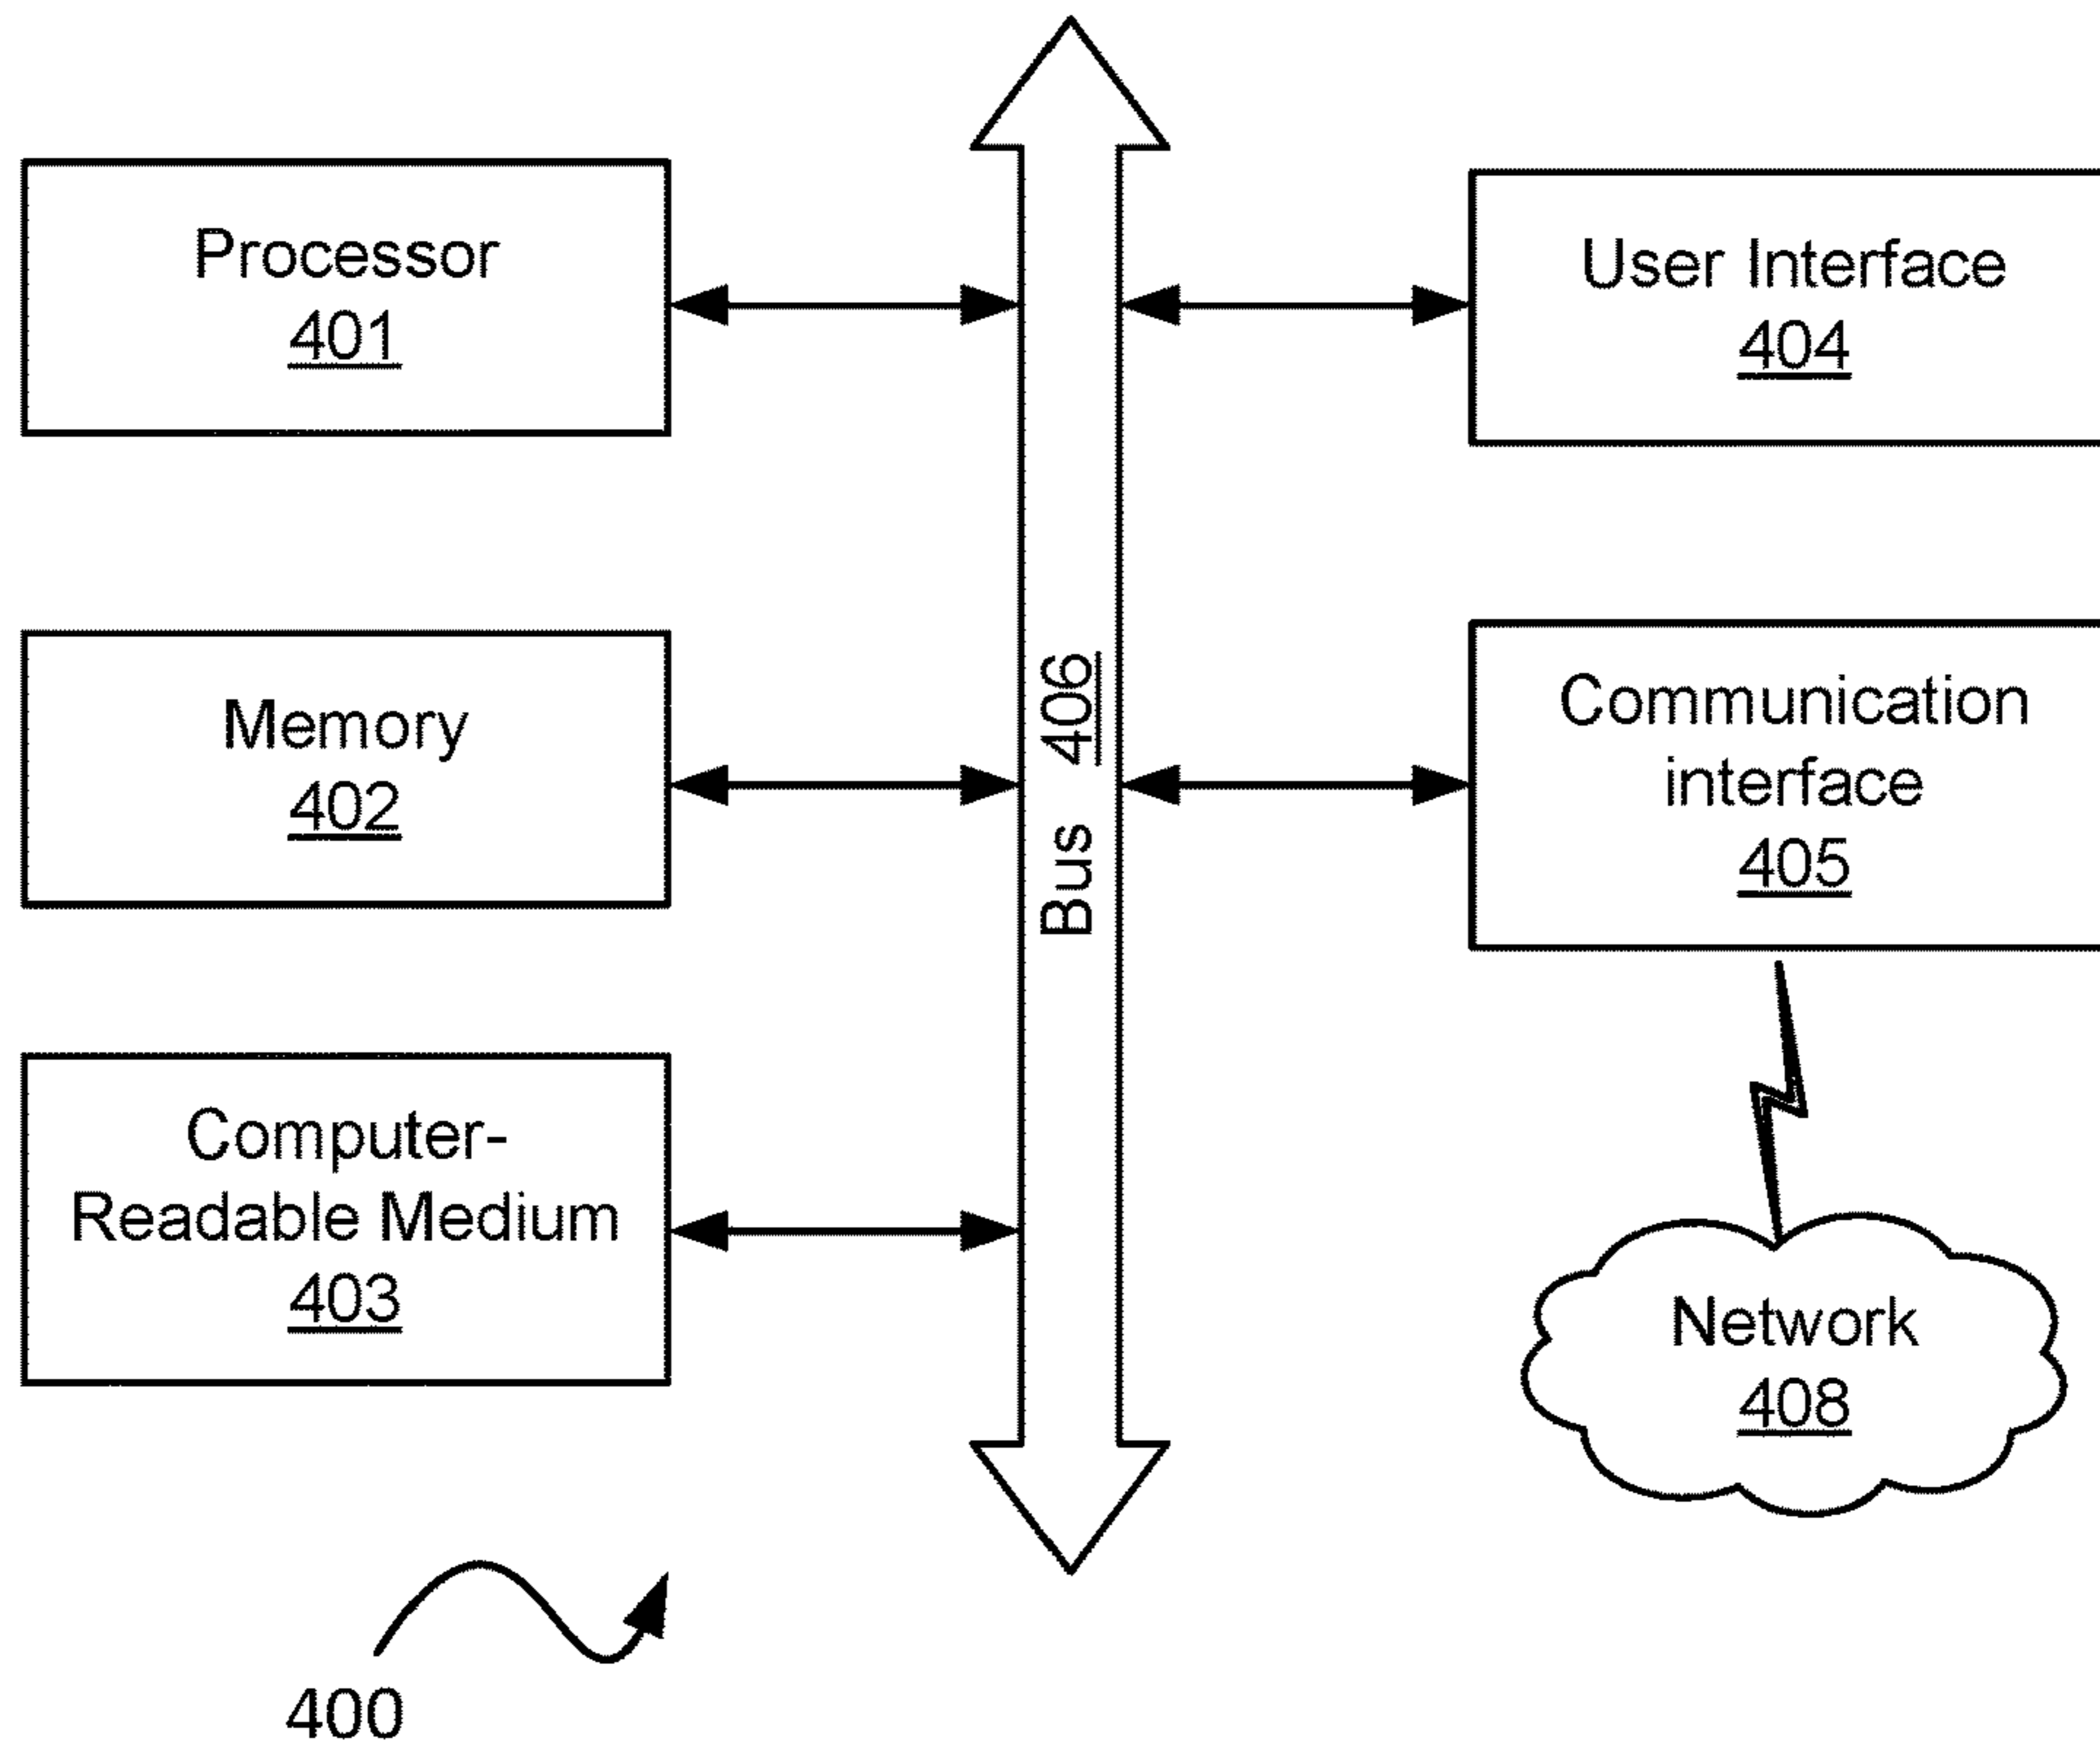 Processor
401
User Interface
404
Memory
402
Bus 406
Communication
interface
405
Computer-
Readable Medium
403
Network
408
400